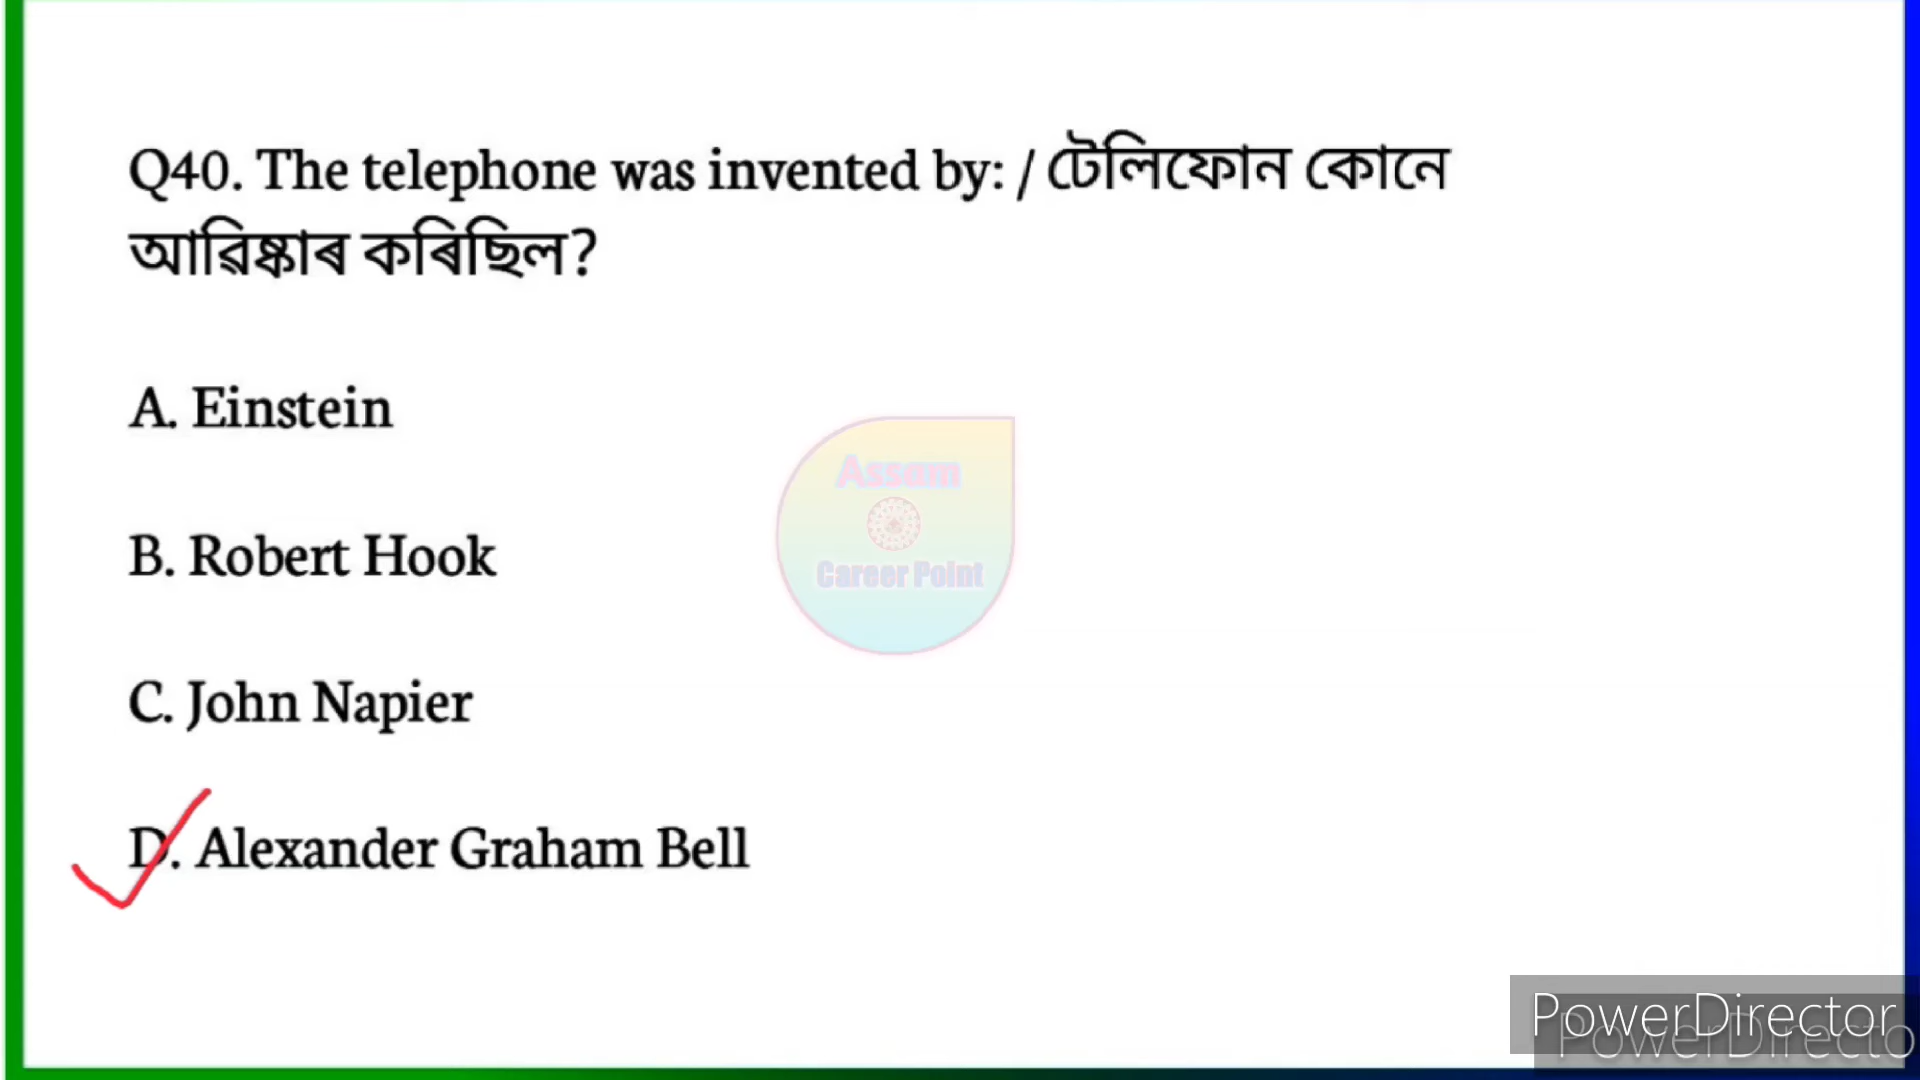 Q40. The telephone was invented by: / টেলিফোন কোনে
আৱিষ্কাৰ কৰিছিল?
A. Einstein
Assam
B. Robert Hook
Career Point
C. John Napier
D. Alexander Graham Bell
PowerDirector
PowerDirecto